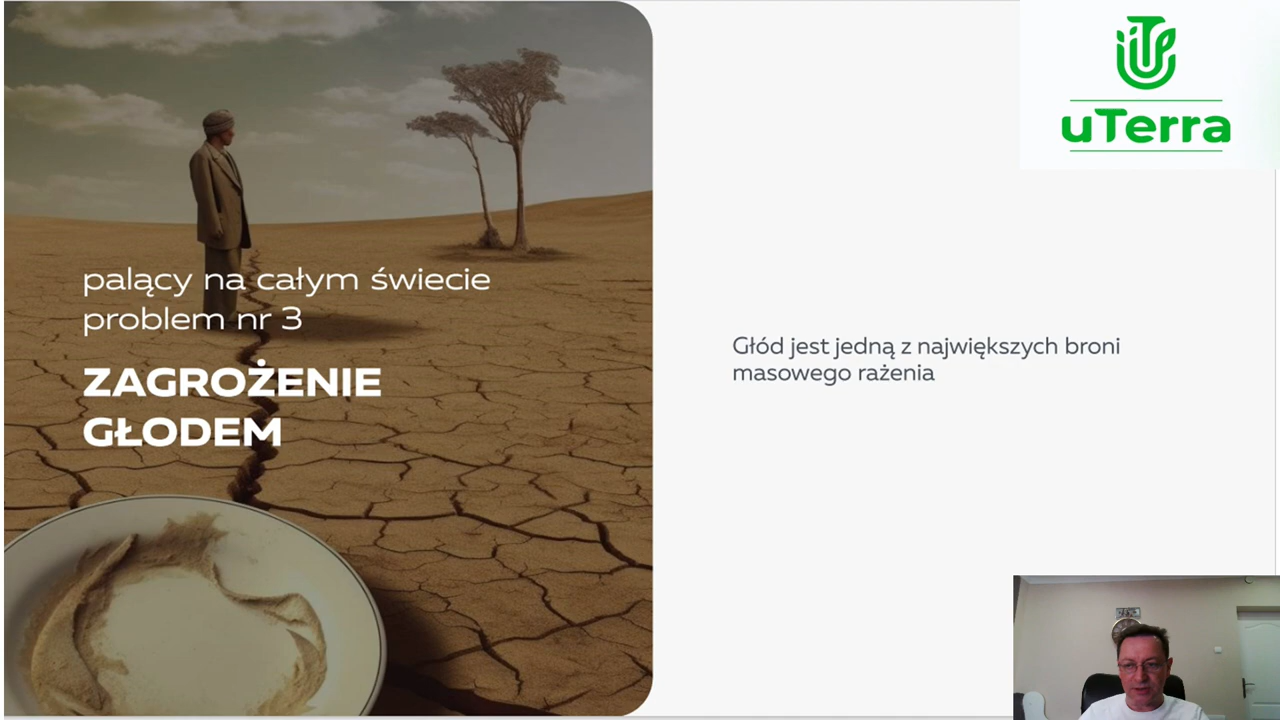 palący na całym świecie
problem nr 3
ZAGROŻENIE
GŁODEM
Głód jest jedną z największych broni
masowego rażenia
uTerra